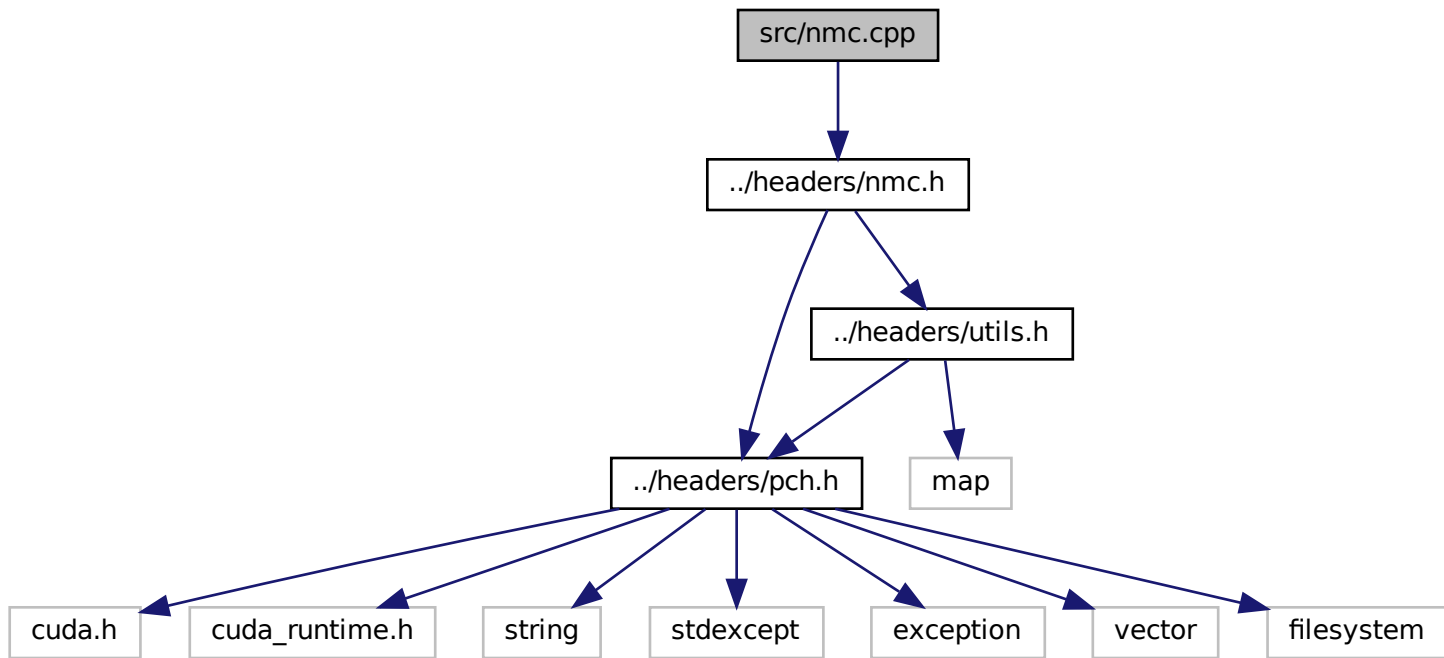 src/nmc.cpp
../headers/nmc.h
../headers/utils.h
../headers/pch.h
map
cuda.h
cuda_runtime.h
string
stdexcept
exception
vector
filesystem